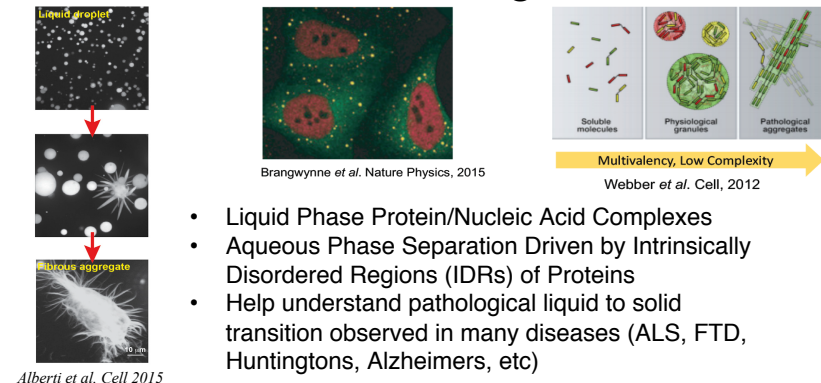 Liquid droplet
Fibrous aggregate
10 µm
Alberti et al. Cell 2015
Brangwynne et al. Nature Physics, 2015
Soluble
molecules
Physiological
granules
Pathological
aggregates
Multivalency, Low Complexity
Webber et al. Cell, 2012
• Liquid Phase Protein/Nucleic Acid Complexes
• Aqueous Phase Separation Driven by Intrinsically
Disordered Regions (IDRs) of Proteins
• Help understand pathological liquid to solid
transition observed in many diseases (ALS, FTD,
Huntingtons, Alzheimers, etc)